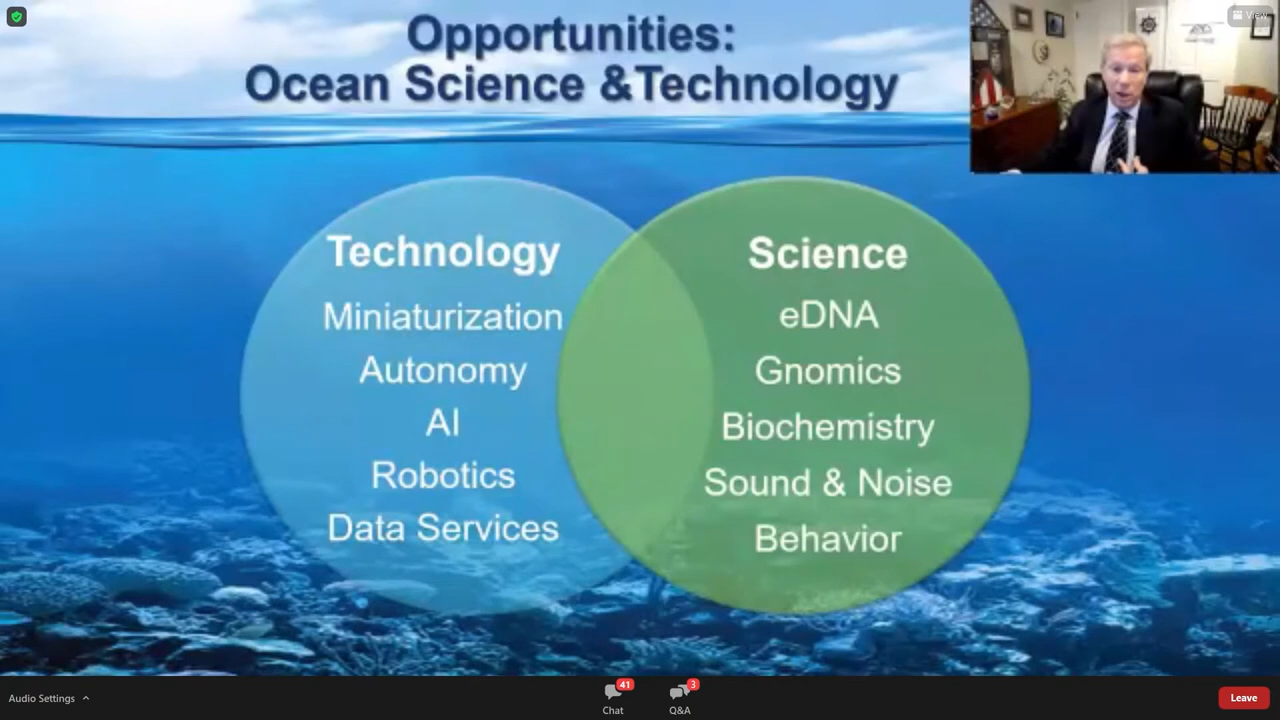 Opportunities:
Ocean Science &Technology
View
Technology
Miniaturization
Autonomy
AI
Robotics
Data Services
Science
eDNA
Gnomics
Biochemistry
Sound & Noise
Behavior
Audio Settings
41
Chat
3
Q&A
Leave